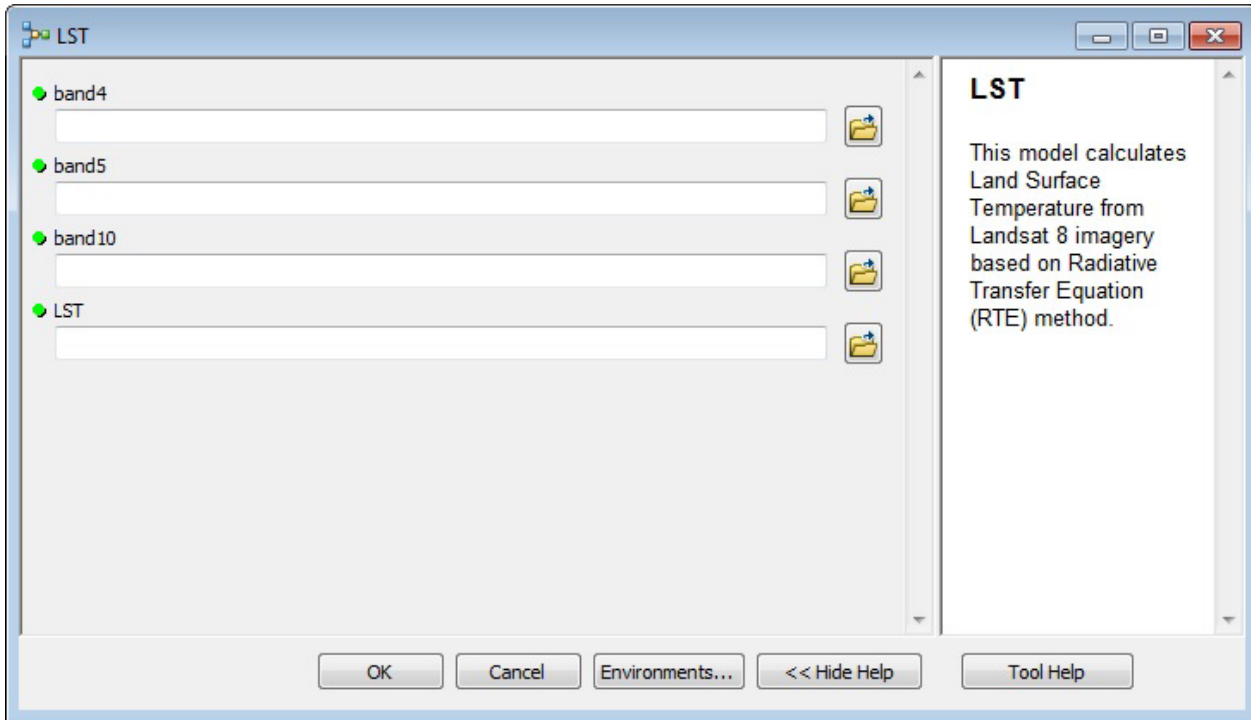 LST
band4
band5
band10
LST
LST
This model calculates
Land Surface
Temperature from
Landsat 8 imagery
based on Radiative
Transfer Equation
(RTE) method.
OK
Cancel
Environments...
<< Hide Help
Tool Help